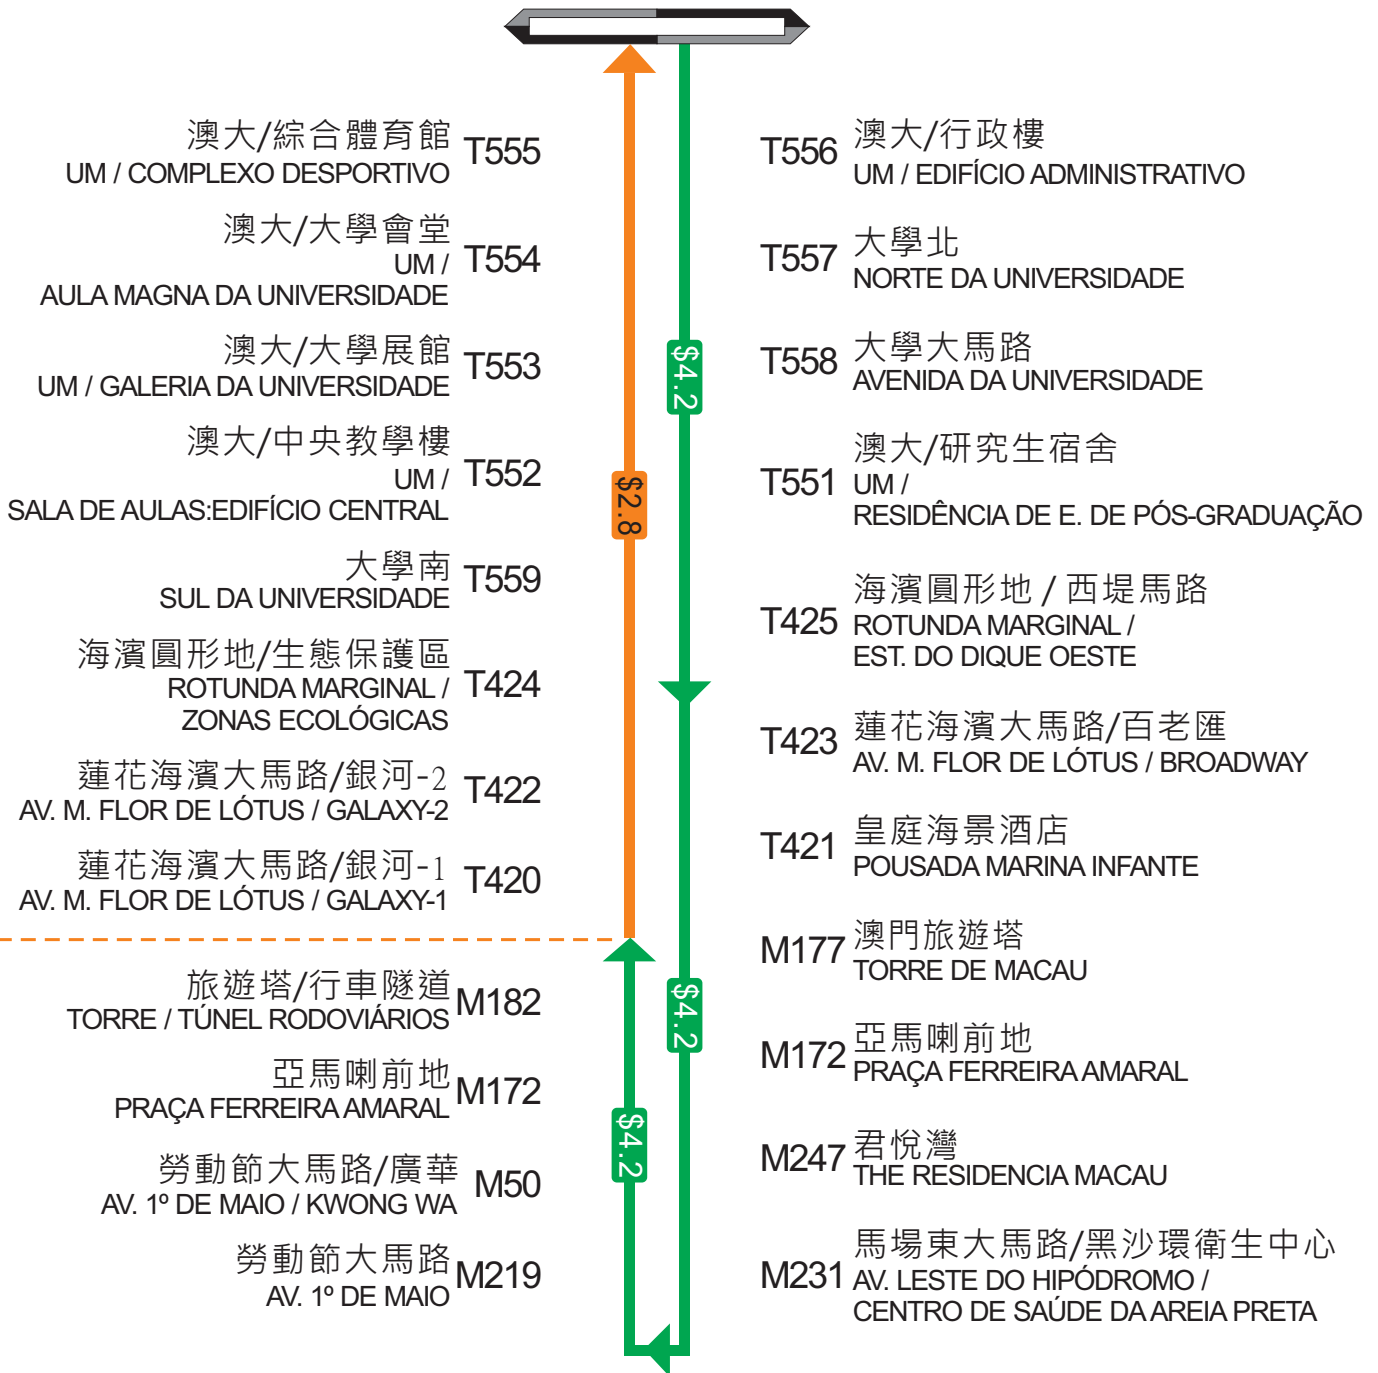 澳大/綜合體育館
UM / COMPLEXO DESPORTIVO
T555
澳大/大學會堂
UM /
AULA MAGNA DA UNIVERSIDADE
T554
澳大/大學展館
UM / GALERIA DA UNIVERSIDADE
T553
澳大/中央教學樓
UM /
SALA DE AULAS:EDIFÍCIO CENTRAL
T552
大學南
SUL DA UNIVERSIDADE
T559
海濱圓形地/生態保護區
ROTUNDA MARGINAL /
ZONAS ECOLÓGICAS
T424
蓮花海濱大馬路/銀河-2
AV. M. FLOR DE LÓTUS / GALAXY-2
T422
蓮花海濱大馬路/銀河-1
AV. M. FLOR DE LÓTUS / GALAXY-1
T420
旅遊塔/行車隧道
TORRE / TÚNEL RODOVIÁRIOS
M182
亞馬喇前地
PRAÇA FERREIRA AMARAL
M172
勞動節大馬路/廣華
AV. 1º DE MAIO / KWONG WA
M50
勞動節大馬路
AV. 1º DE MAIO
M219
$2.8
$4.2
$4.2
$4.2
T556
澳大/行政樓
UM / EDIFÍCIO ADMINISTRATIVO
T557
大學北
NORTE DA UNIVERSIDADE
T558
大學大馬路
AVENIDA DA UNIVERSIDADE
T551
澳大/研究生宿舍
UM /
RESIDÊNCIA DE E. DE PÓS-GRADUAÇÃO
T425
海濱圓形地 / 西堤馬路
ROTUNDA MARGINAL /
EST. DO DIQUE OESTE
T423
蓮花海濱大馬路/百老匯
AV. M. FLOR DE LÓTUS / BROADWAY
T421
皇庭海景酒店
POUSADA MARINA INFANTE
M177
澳門旅遊塔
TORRE DE MACAU
M172
亞馬喇前地
PRAÇA FERREIRA AMARAL
M247
君悅灣
THE RESIDENCIA MACAU
M231
馬場東大馬路/黑沙環衛生中心
AV. LESTE DO HIPÓDROMO /
CENTRO DE SAÚDE DA AREIA PRETA